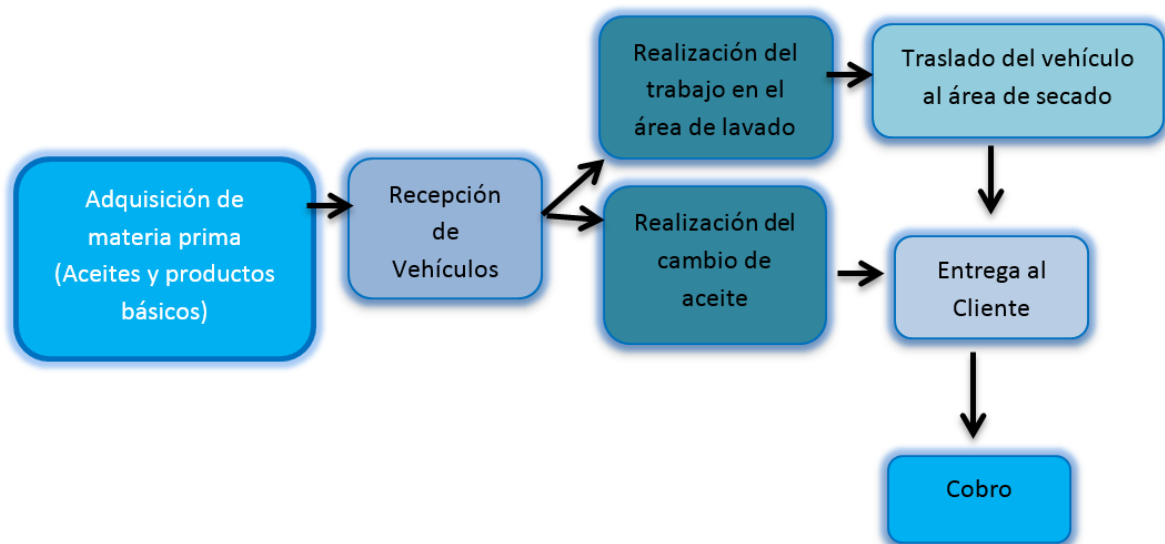 Adquisición de
materia prima
(Aceites y productos
básicos)
Recepción
de
Vehículos
Realización del
trabajo en el
área de lavado
Traslado del vehículo
al área de secado
Realización del
cambio de
aceite
Entrega al
Cliente
Cobro